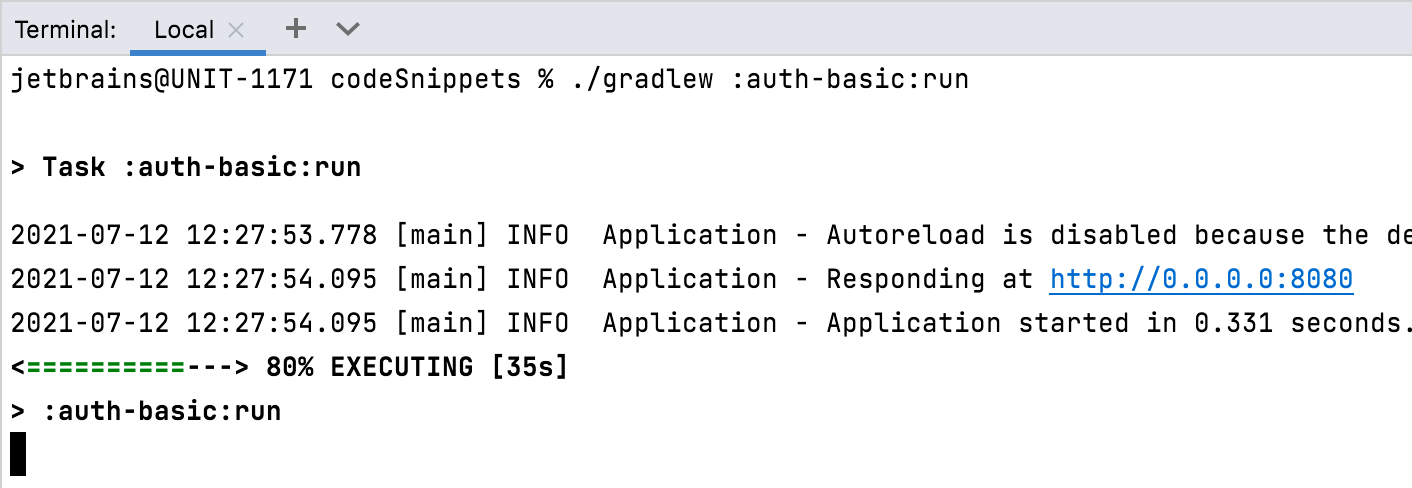 Terminal: Local × + ⌄
jetbrains@UNIT-1171 codeSnippets % ./gradlew :auth-basic:run
> Task :auth-basic:run
2021-07-12 12:27:53.778 [main] INFO  Application - Autoreload is disabled because the de
2021-07-12 12:27:54.095 [main] INFO  Application - Responding at http://0.0.0.0:8080
2021-07-12 12:27:54.095 [main] INFO  Application - Application started in 0.331 seconds.
<==========---> 80% EXECUTING [35s]
> :auth-basic:run